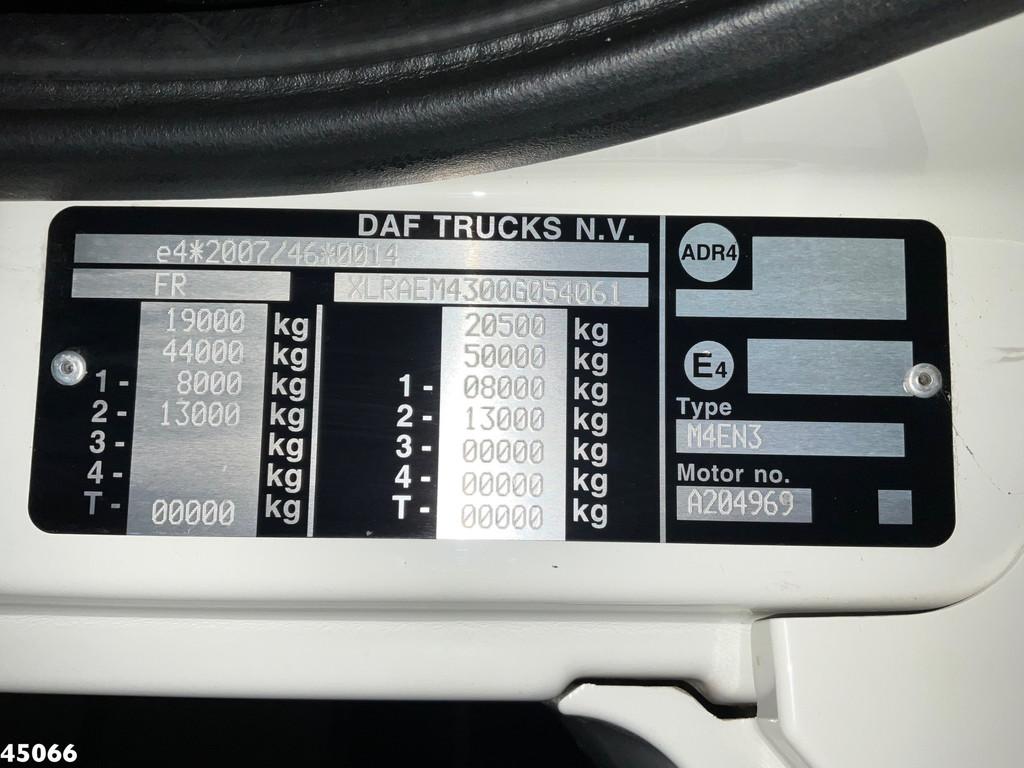 DAF TRUCKS N.V.
e4*2007/46*0014
FR XLRAEM4300G054061
19000 kg 20500 kg
44000 kg 50000 kg
1 - 8000 kg 1 - 08000 kg
2 - 13000 kg 2 - 13000 kg
3 - kg 3 - 00000 kg
4 - kg 4 - 00000 kg
T - 00000 kg T - 00000 kg
ADR4
E4
Type
M4EN3
Motor no.
A204969
45066